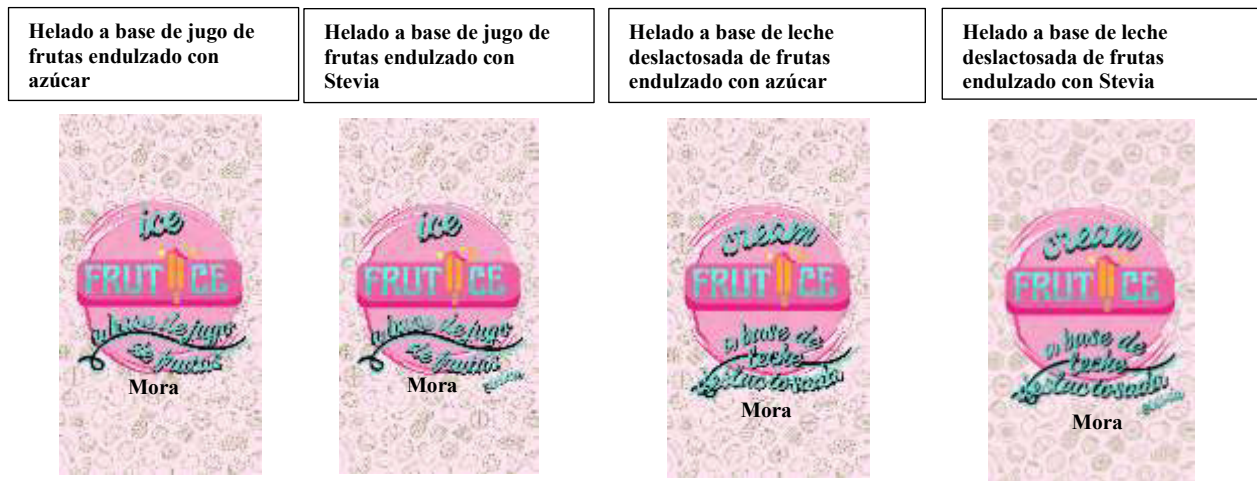 Helado a base de jugo de
frutas endulzado con
azúcar
Helado a base de jugo de
frutas endulzado con
Stevia
Helado a base de leche
deslactosada de frutas
endulzado con azúcar
Helado a base de leche
deslactosada de frutas
endulzado con Stevia
ice
FRUT CE
a base de jugo
de frutas
Mora
ice
FRUT CE
a base de jugo
de frutas
Mora
cream
FRUT CE
a base de
leche
deslactosada
Mora
cream
FRUT CE
a base de
leche
deslactosada
Mora